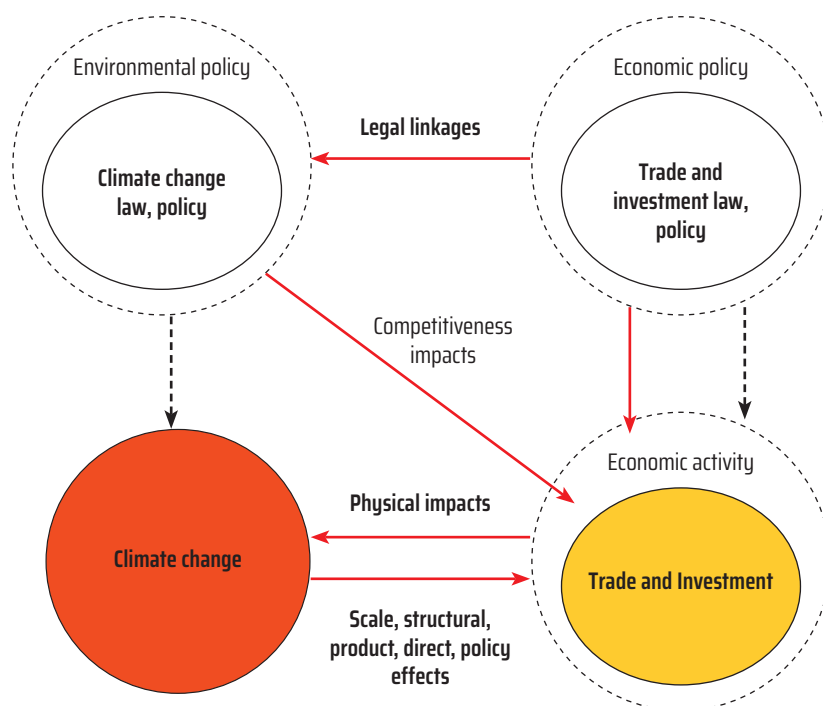 Environmental policy
Economic policy
Legal linkages
Climate change
law, policy
Trade and
investment law,
policy
Competitiveness
impacts
Economic activity
Physical impacts
Climate change
Trade and Investment
Scale, structural,
product, direct, policy
effects